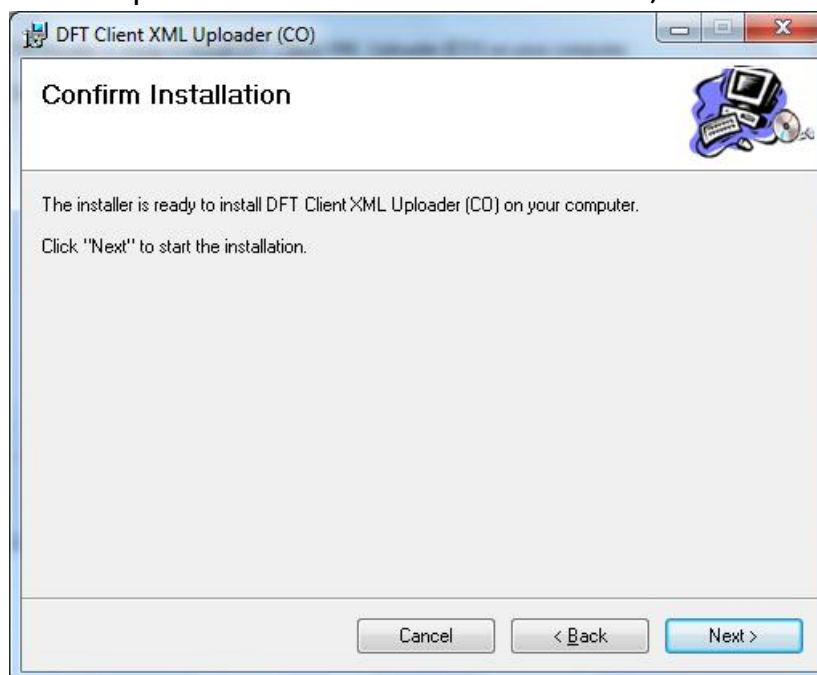 DFT Client XML Uploader (CO)
Confirm Installation
The installer is ready to install DFT Client XML Uploader (CO) on your computer.
Click "Next" to start the installation.
Cancel
< Back
Next >